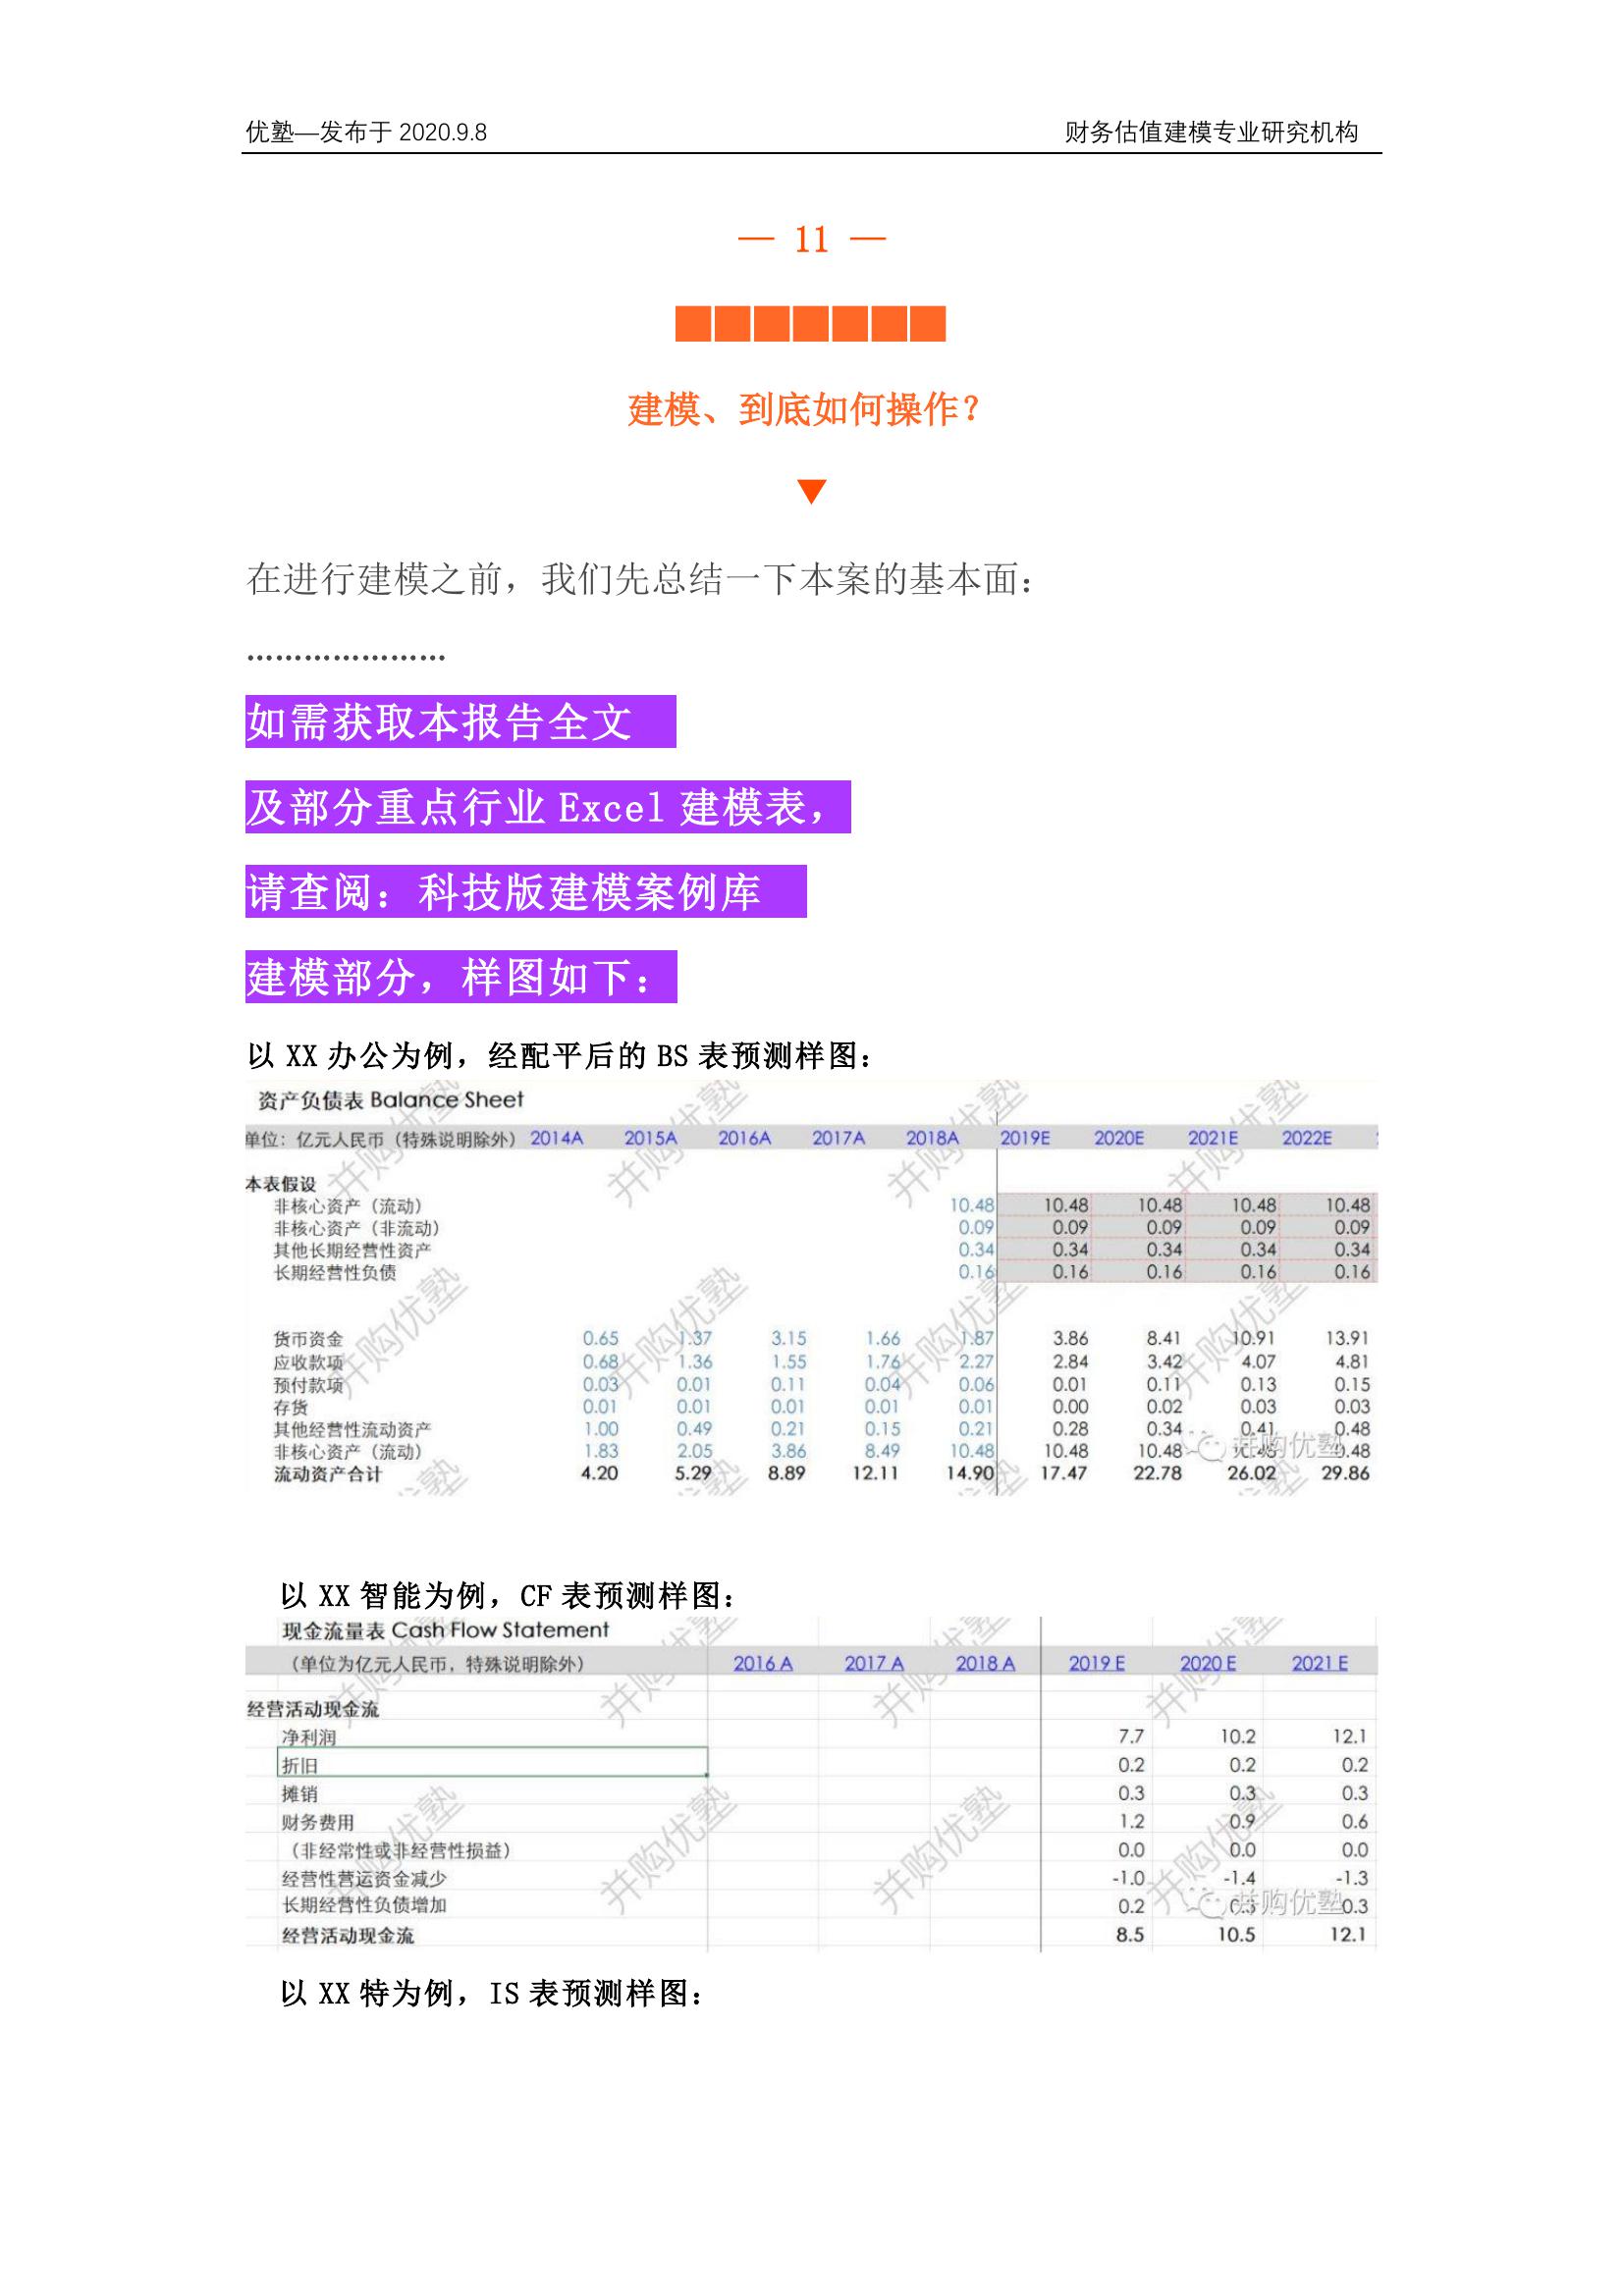 优塾—发布于 2020.9.8 财务估值建模专业研究机构
— 11 —
建模、到底如何操作？
在进行建模之前，我们先总结一下本案的基本面：
…………………
如需获取本报告全文
及部分重点行业 Excel 建模表，
请查阅：科技版建模案例库
建模部分，样图如下：
以 XX 办公为例，经配平后的 BS 表预测样图：
资产负债表 Balance Sheet
单位：亿元人民币（特殊说明除外） 2014A 2015A 2016A 2017A 2018A 2019E 2020E 2021E 2022E
本表假设
非核心资产（流动） 10.48 10.48 10.48 10.48 10.48
非核心资产（非流动） 0.09 0.09 0.09 0.09 0.09
其他长期经营性资产 0.34 0.34 0.34 0.34 0.34
长期经营性负债 0.16 0.16 0.16 0.16 0.16
货币资金 0.65 1.37 3.15 1.66 1.87 3.86 8.41 10.91 13.91
应收款项 0.68 1.36 1.55 1.76 2.27 2.84 3.42 4.07 4.81
预付款项 0.03 0.01 0.11 0.04 0.06 0.01 0.11 0.13 0.15
存货 0.01 0.01 0.01 0.01 0.01 0.00 0.02 0.03 0.03
其他经营性流动资产 1.00 0.49 0.21 0.15 0.21 0.28 0.34 0.41 0.48
非核心资产（流动） 1.83 2.05 3.86 8.49 10.48 10.48 10.48
流动资产合计 4.20 5.29 8.89 12.11 14.90 17.47 22.78 26.02 29.86
并购优塾
以 XX 智能为例，CF 表预测样图：
现金流量表 Cash Flow Statement
（单位为亿元人民币，特殊说明除外） 2016 A 2017 A 2018 A 2019 E 2020 E 2021 E
经营活动现金流
净利润 7.7 10.2 12.1
折旧 0.2 0.2 0.2
摊销 0.3 0.3 0.3
财务费用 1.2 0.9 0.6
（非经常性或非经营性损益） 0.0 0.0 0.0
经营性营运资金减少 -1.0 -1.4 -1.3
长期经营性负债增加 0.2 0.3
经营活动现金流 8.5 10.5 12.1
并购优塾
以 XX 特为例，IS 表预测样图：